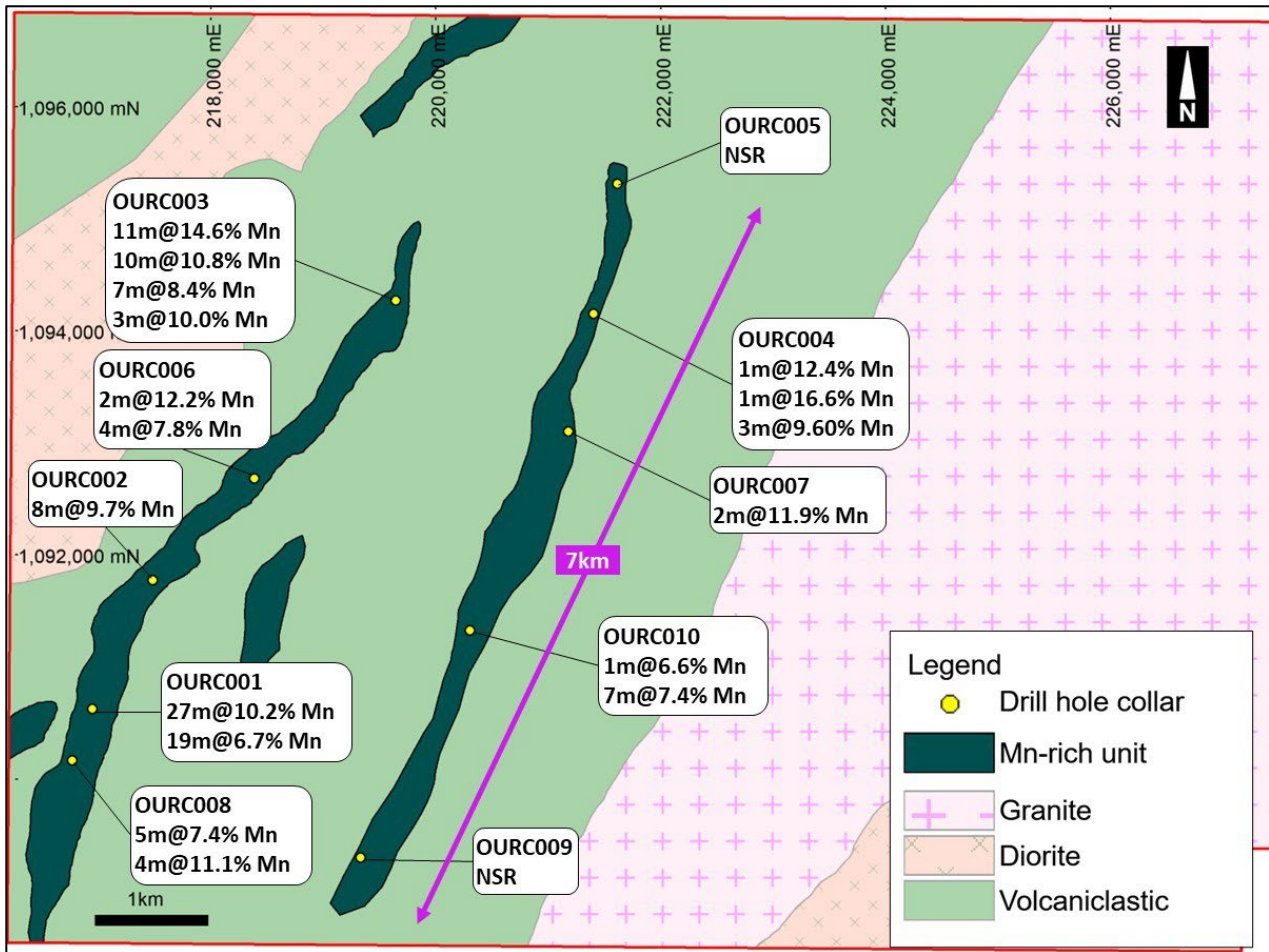 218,000 mE
220,000 mE
222,000 mE
224,000 mE
226,000 mE
1,096,000 mN
N
OURC005
NSR
OURC003
11m@14.6% Mn
10m@10.8% Mn
7m@8.4% Mn
3m@10.0% Mn
1,094,000 m
OURC004
1m@12.4% Mn
1m@16.6% Mn
3m@9.60% Mn
OURC006
2m@12.2% Mn
4m@7.8% Mn
OURC002
8m@9.7% Mn
OURC007
2m@11.9% Mn
1,092,000 mN
7km
OURC010
1m@6.6% Mn
7m@7.4% Mn
OURC001
27m@10.2% Mn
19m@6.7% Mn
OURC008
5m@7.4% Mn
4m@11.1% Mn
OURC009
NSR
1km
Legend
Drill hole collar
Mn-rich unit
Granite
Diorite
Volcaniclastic